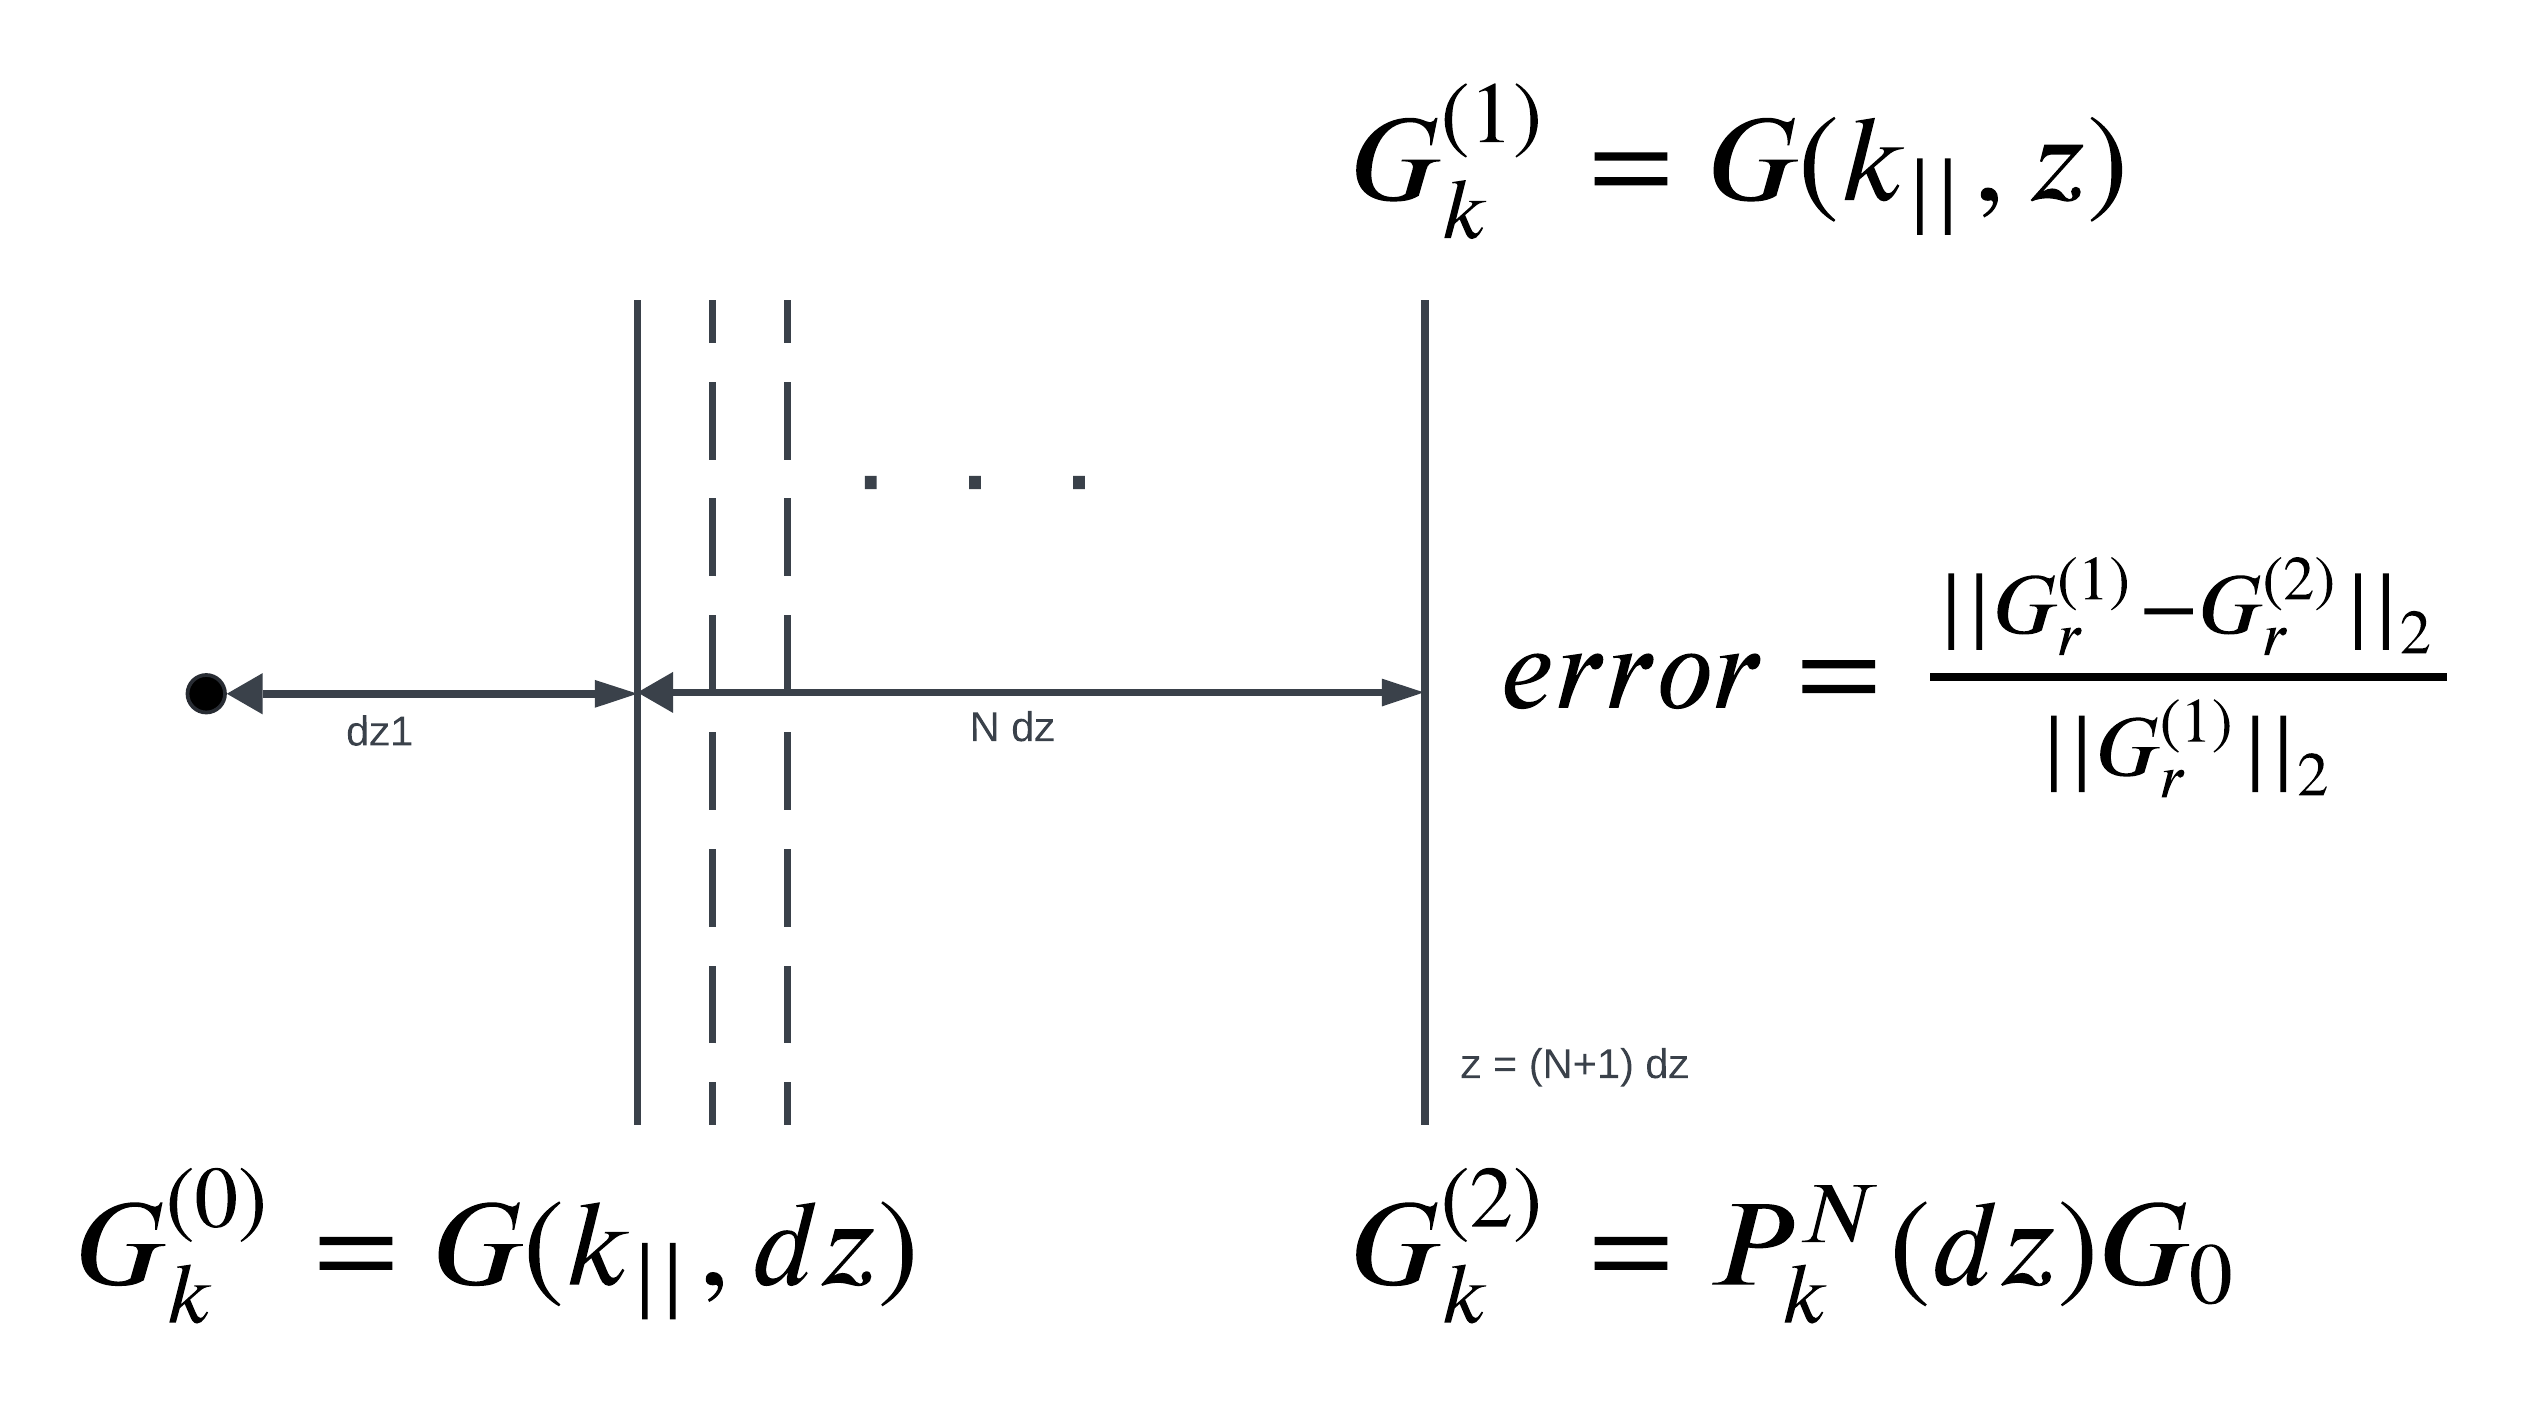 G_k^{(1)} = G(k_{||}, z)
. . .
error = \frac{||G_r^{(1)} - G_r^{(2)}||_2}{||G_r^{(1)}||_2}
dz1
N dz
z = (N+1) dz
G_k^{(0)} = G(k_{||}, dz)
G_k^{(2)} = P_k^N(dz)G_0